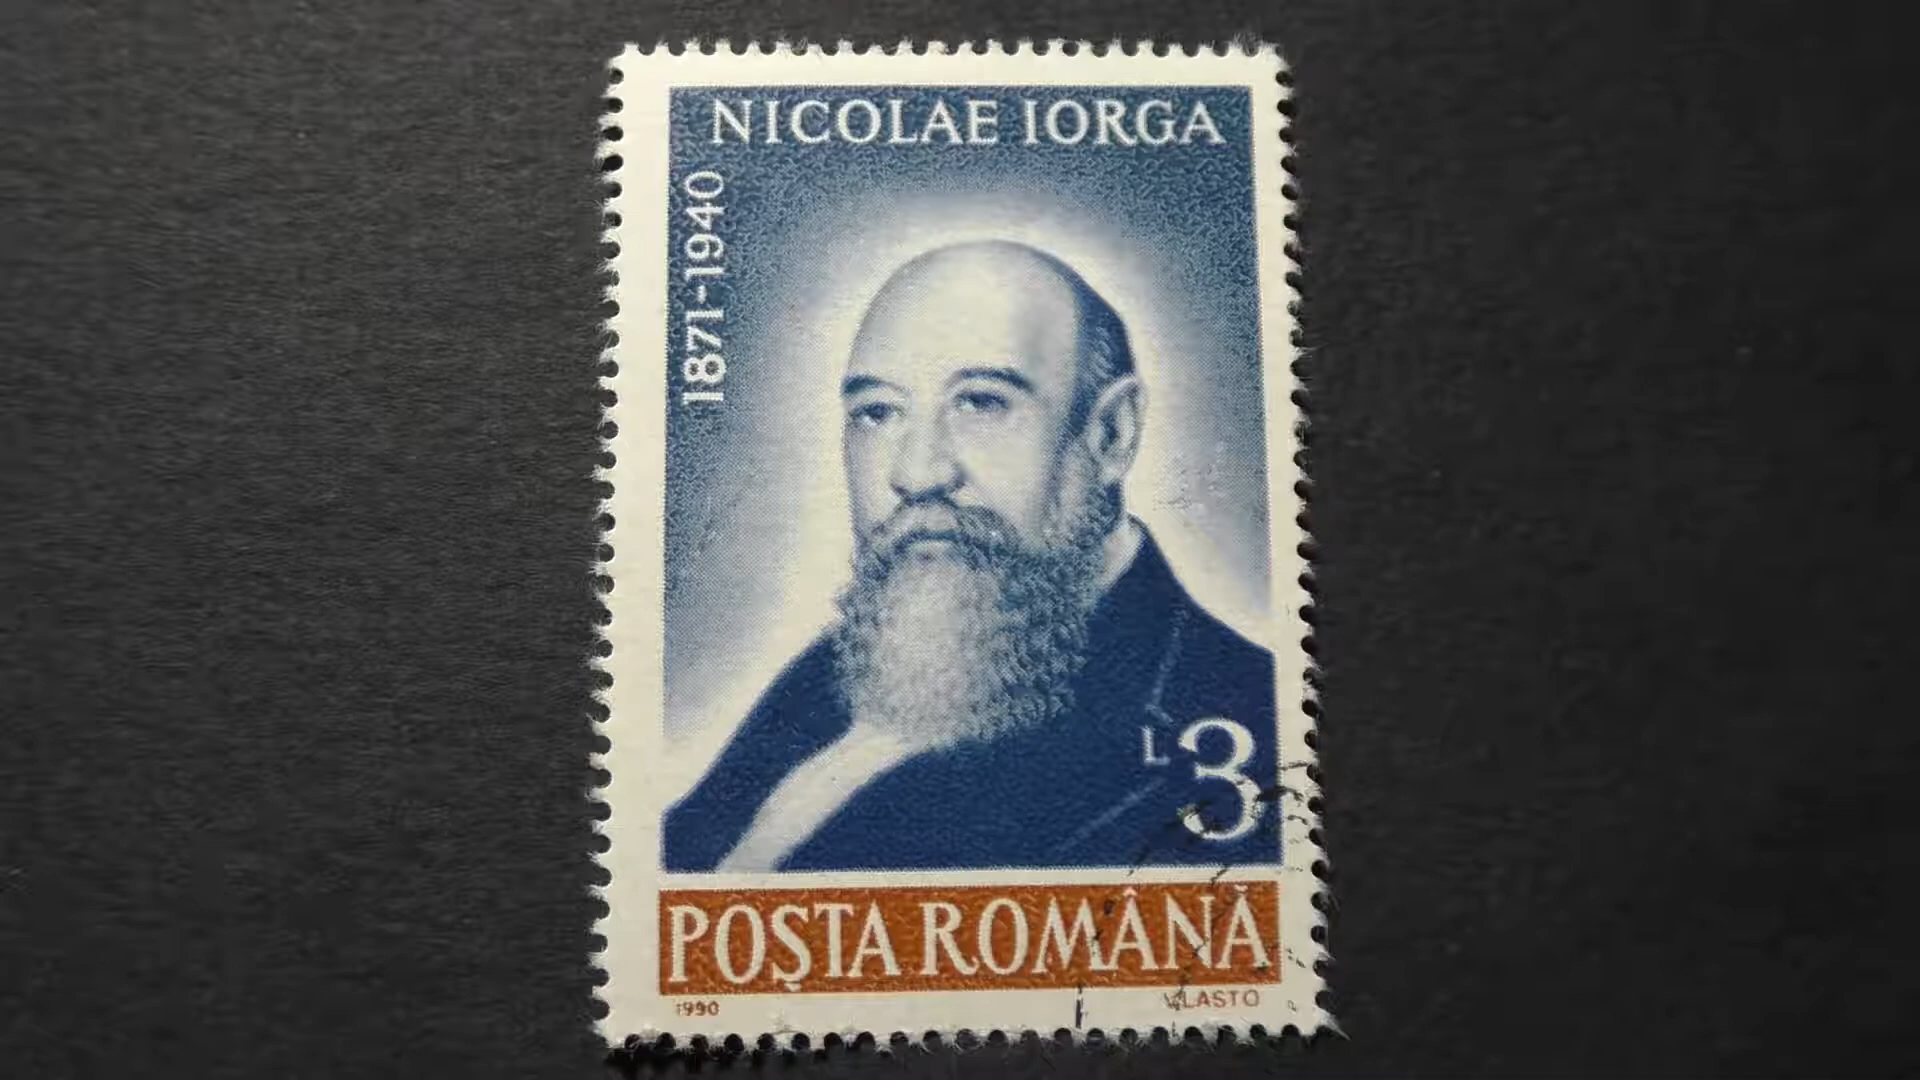 NICOLAE IORGA
1871-1940
L3
POȘTA ROMÂNĂ
1990
VLASTO